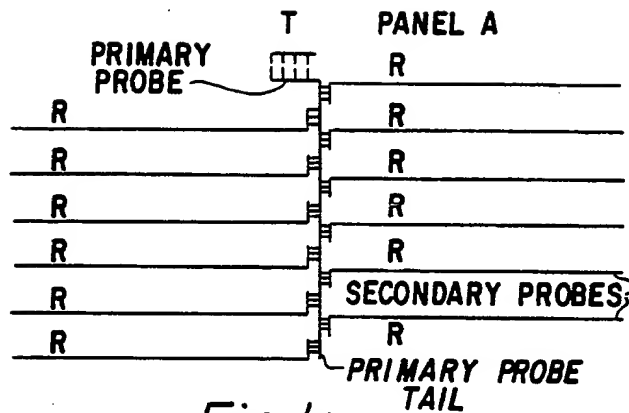 T PANEL A
PRIMARY R
PROBE
R R
R R
R R
R R
R SECONDARY PROBES
R R
PRIMARY PROBE
TAIL